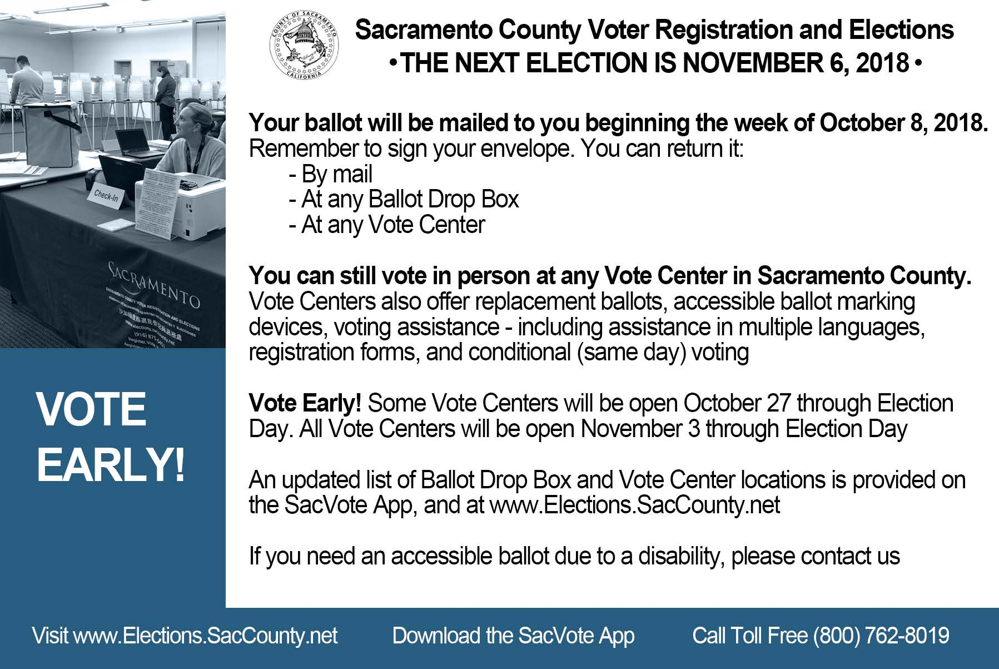 COUNTY OF SACRAMENTO
CALIFORNIA
Sacramento County Voter Registration and Elections
•THE NEXT ELECTION IS NOVEMBER 6, 2018•
Your ballot will be mailed to you beginning the week of October 8, 2018.
Remember to sign your envelope. You can return it:
- By mail
- At any Ballot Drop Box
- At any Vote Center
You can still vote in person at any Vote Center in Sacramento County.
Vote Centers also offer replacement ballots, accessible ballot marking
devices, voting assistance - including assistance in multiple languages,
registration forms, and conditional (same day) voting
Vote Early! Some Vote Centers will be open October 27 through Election
Day. All Vote Centers will be open November 3 through Election Day
An updated list of Ballot Drop Box and Vote Center locations is provided on
the SacVote App, and at www.Elections.SacCounty.net
If you need an accessible ballot due to a disability, please contact us
Check-In
SACRAMENTO
SACRAMENTO COUNTY VOTER REGISTRATION AND ELECTIONS
www.elections.saccounty.net
(916) 875-6451
VOTE
EARLY!
Visit www.Elections.SacCounty.net
Download the SacVote App
Call Toll Free (800) 762-8019